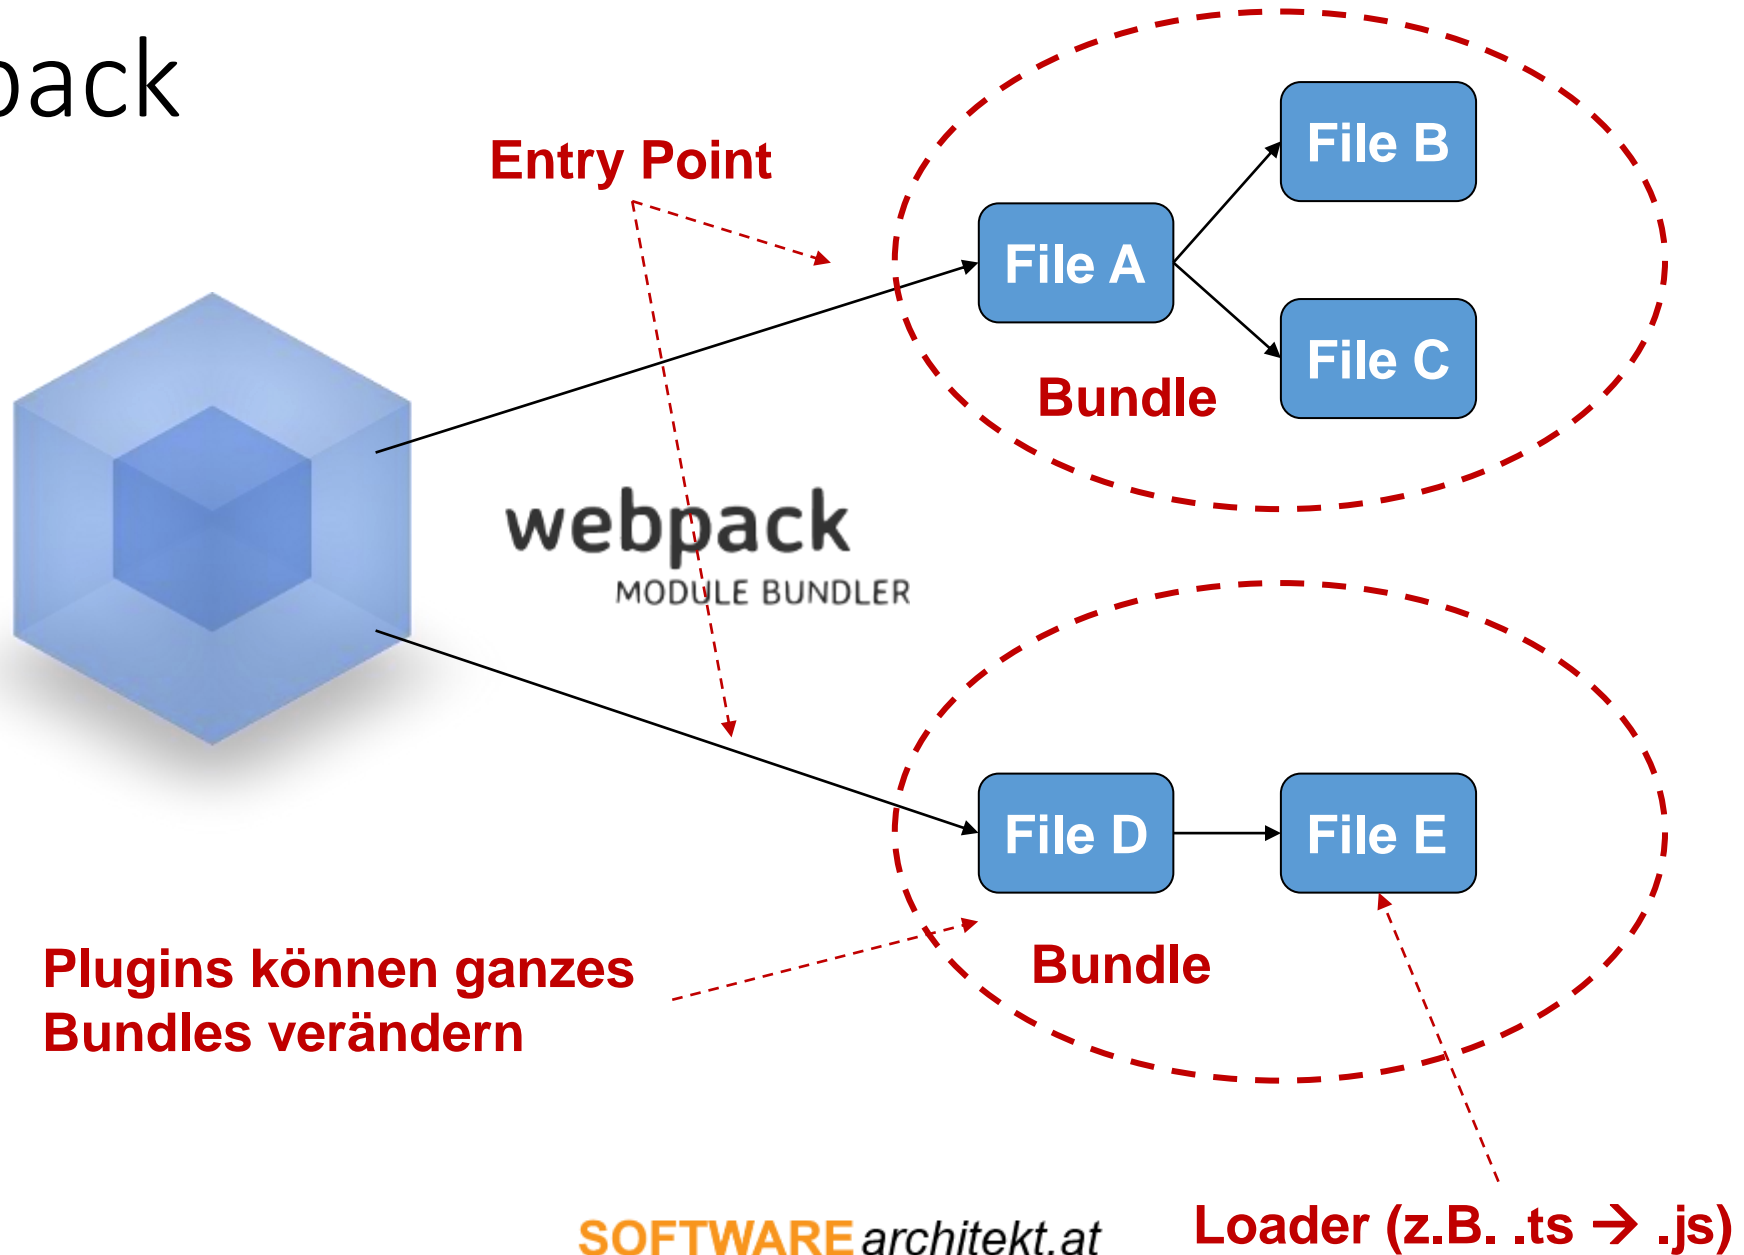 pack
Entry Point
File B
File A
File C
Bundle
webpack
MODULE BUNDLER
File D
File E
Bundle
Plugins können ganzes
Bundles verändern
Loader (z.B. .ts → .js)
SOFTWAREarchitekt.at